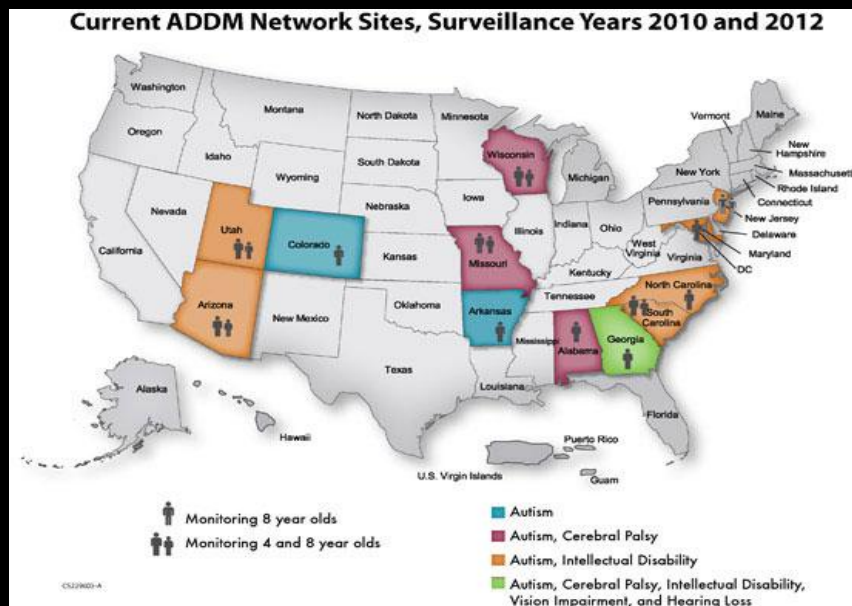 Current ADDM Network Sites, Surveillance Years 2010 and 2012
Washington
Oregon
California
Nevada
Idaho
Montana
Wyoming
Utah
Arizona
Colorado
New Mexico
North Dakota
South Dakota
Nebraska
Kansas
Oklahoma
Texas
Minnesota
Iowa
Missouri
Arkansas
Louisiana
Wisconsin
Illinois
Michigan
Indiana
Ohio
Kentucky
Tennessee
Mississippi
Alabama
Georgia
Florida
South
Carolina
North Carolina
Virginia
West
Virginia
Pennsylvania
New York
Vermont
Maine
New
Hampshire
Massachusett
Rhode Island
Connecticut
New Jersey
Delaware
Maryland
DC
Alaska
Hawaii
U.S. Virgin Islands
Puerto Rico
Guam
Monitoring 8 year olds
Monitoring 4 and 8 year olds
Autism
Autism, Cerebral Palsy
Autism, Intellectual Disability
Autism, Cerebral Palsy, Intellectual Disability,
Vision Impairment, and Hearing Loss